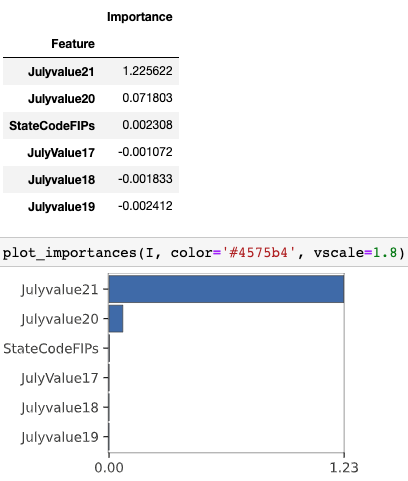 Importance
Feature
Julyvalue21 1.225622
Julyvalue20 0.071803
StateCodeFIPs 0.002308
JulyValue17 -0.001072
Julyvalue18 -0.001833
Julyvalue19 -0.002412
plot_importances(I, color='#4575b4', vscale=1.8)
Julyvalue21
Julyvalue20
StateCodeFIPs
JulyValue17
Julyvalue18
Julyvalue19
0.00 1.23